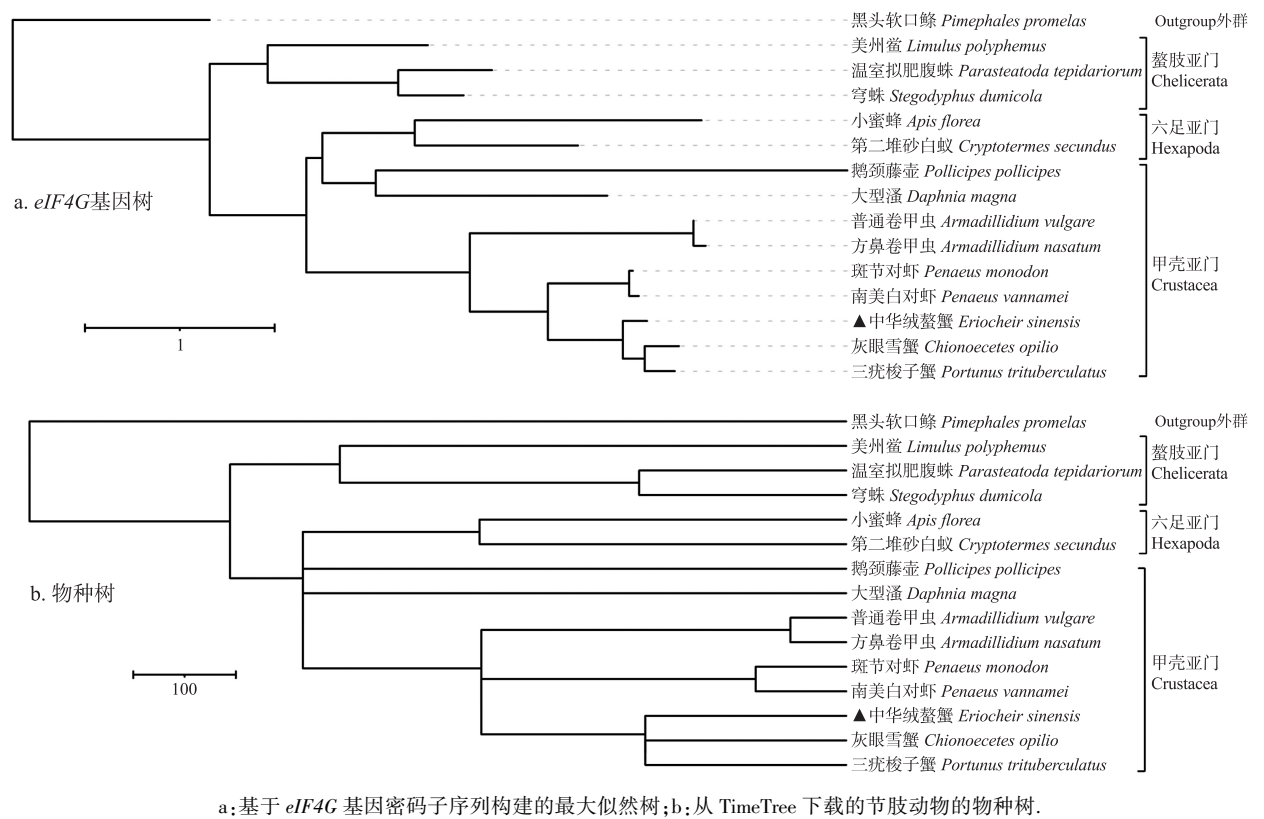 黑头软口鲦 Pimephales promelas Outgroup外群
美州鲎 Limulus polyphemus
温室拟肥腹蛛 Parasteatoda tepidariorum
穹蛛 Stegodyphus dumicola
螯肢亚门
Chelicerata
小蜜蜂 Apis florea
第二堆砂白蚁 Cryptotermes secundus
六足亚门
Hexapoda
鹅颈藤壶 Pollicipes pollicipes
大型溞 Daphnia magna
普通卷甲虫 Armadillidium vulgare
方鼻卷甲虫 Armadillidium nasatum
斑节对虾 Penaeus monodon
南美白对虾 Penaeus vannamei
▲中华绒螯蟹 Eriocheir sinensis
灰眼雪蟹 Chionoecetes opilio
三疣梭子蟹 Portunus trituberculatus
甲壳亚门
Crustacea
a. eIF4G基因树
1
黑头软口鲦 Pimephales promelas Outgroup外群
美州鲎 Limulus polyphemus
温室拟肥腹蛛 Parasteatoda tepidariorum
穹蛛 Stegodyphus dumicola
螯肢亚门
Chelicerata
小蜜蜂 Apis florea
第二堆砂白蚁 Cryptotermes secundus
六足亚门
Hexapoda
鹅颈藤壶 Pollicipes pollicipes
大型溞 Daphnia magna
普通卷甲虫 Armadillidium vulgare
方鼻卷甲虫 Armadillidium nasatum
斑节对虾 Penaeus monodon
南美白对虾 Penaeus vannamei
▲中华绒螯蟹 Eriocheir sinensis
灰眼雪蟹 Chionoecetes opilio
三疣梭子蟹 Portunus trituberculatus
甲壳亚门
Crustacea
b. 物种树
100
a:基于 eIF4G 基因密码子序列构建的最大似然树;b:从 TimeTree 下载的节肢动物的物种树.